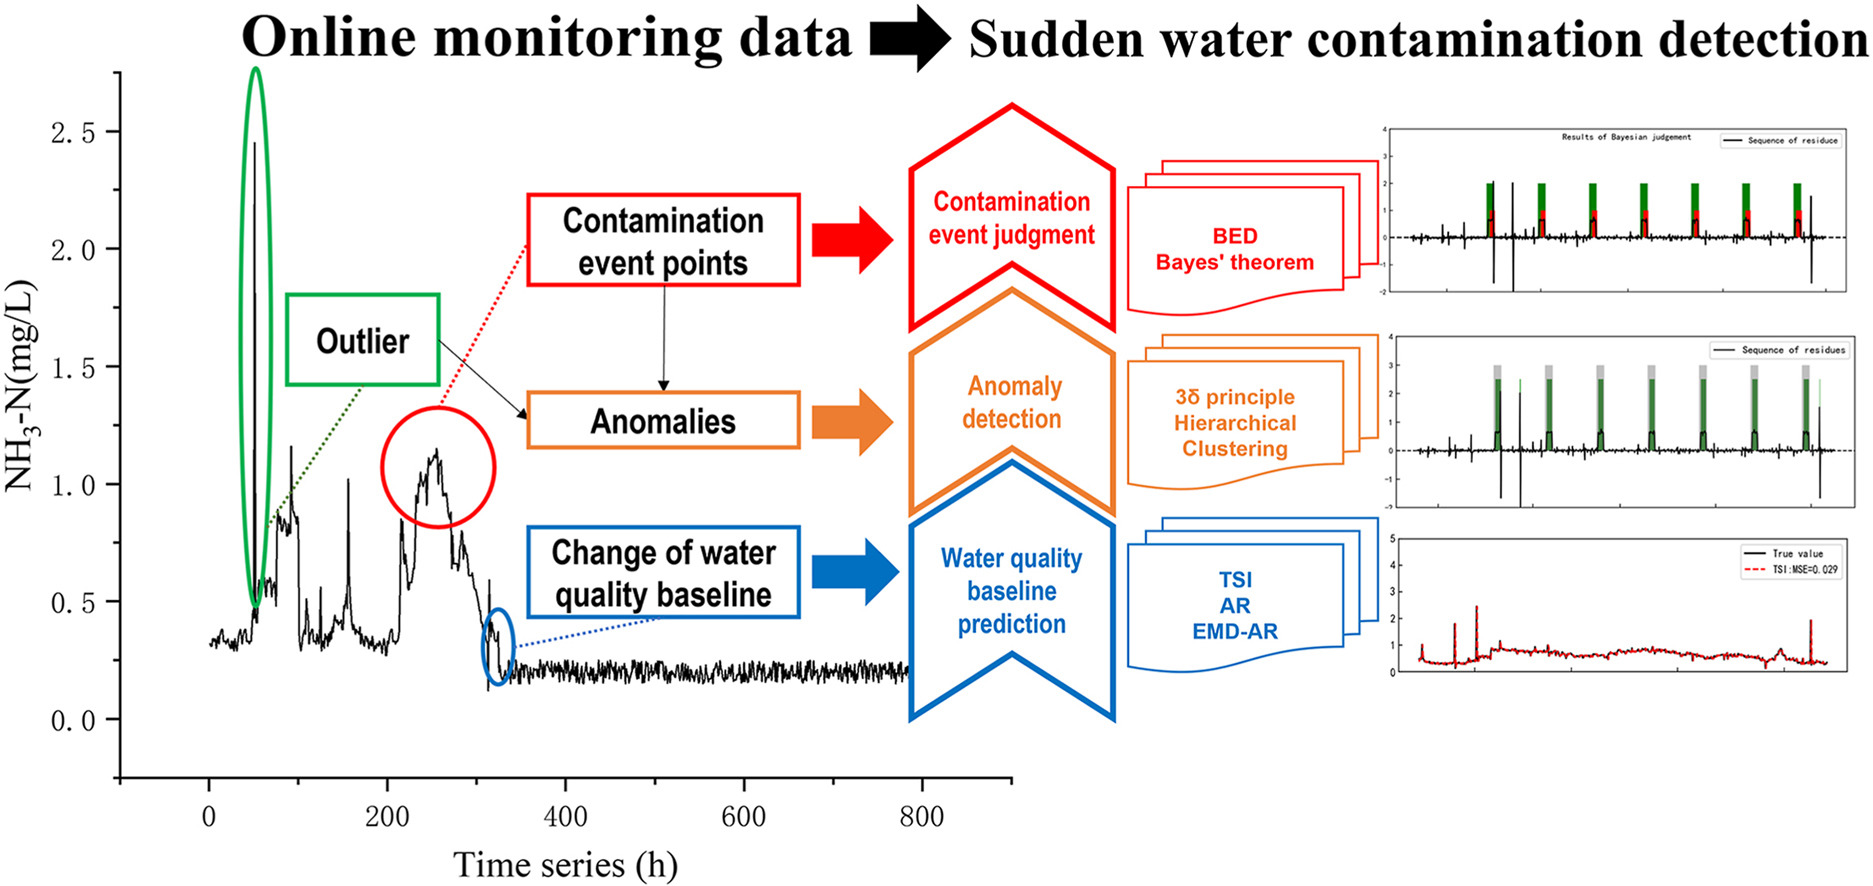 Online monitoring data
Sudden water contamination detection
NH3-N(mg/L)
2.5
2.0
1.5
1.0
0.5
0.0
0
200
400
600
800
Time series (h)
Outlier
Contamination
event points
Anomalies
Change of water
quality baseline
Contamination
event judgment
Anomaly
detection
Water quality
baseline
prediction
BED
Bayes' theorem
3δ principle
Hierarchical
Clustering
TSI
AR
EMD-AR
Results of Bayesian judgement
Sequence of residuce
4
3
2
1
0
-1
-2
Sequence of residues
4
3
2
1
0
-1
-2
True value
TSI:MSE=0.029
5
4
3
2
1
0